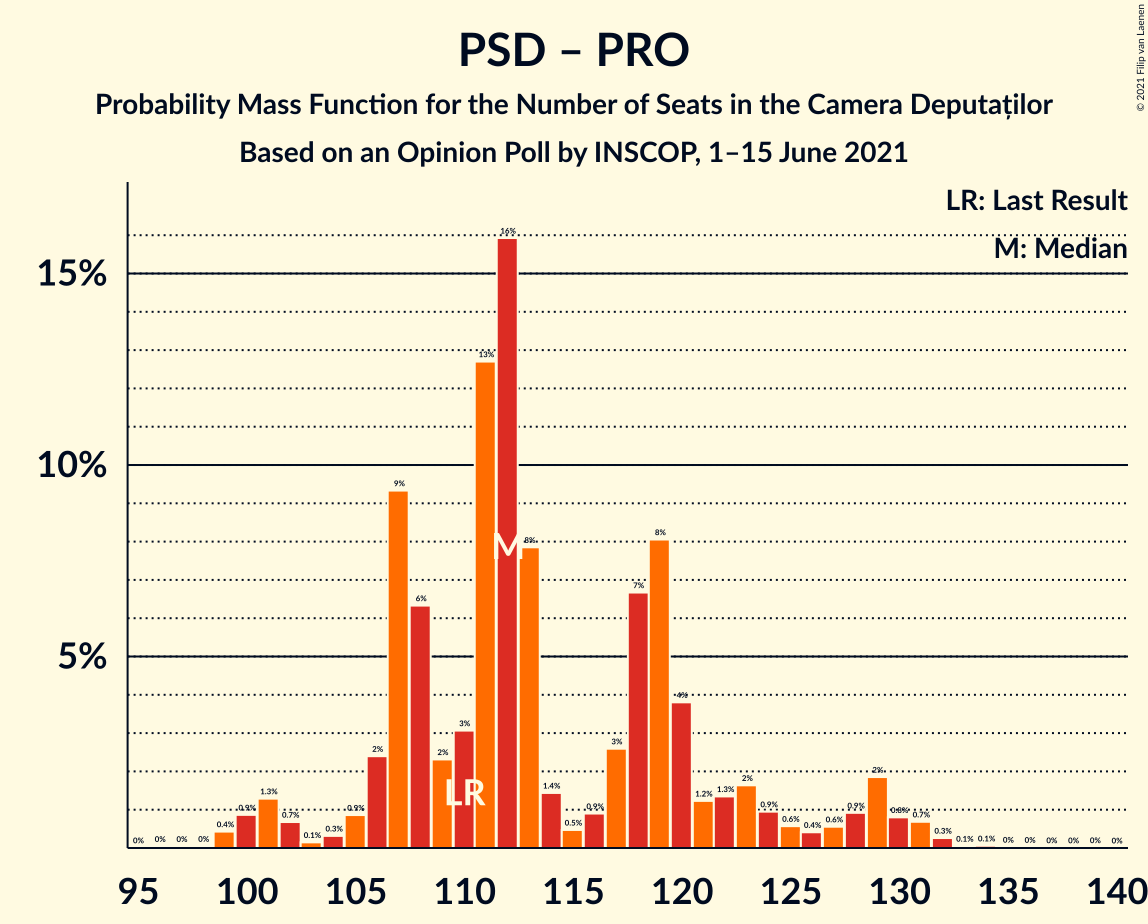 PSD – PRO
Probability Mass Function for the Number of Seats in the Camera Deputaților
Based on an Opinion Poll by INSCOP, 1–15 June 2021
© 2021 Filip van Laenen
LR: Last Result
M: Median
15%
10%
5%
0% 0% 0% 0% 0.4% 0.9% 1.3% 0.7% 0.1% 0.3% 0.9% 2% 9% 6% 2% 3% 13% 16% 8% 1.4% 0.5% 0.9% 3% 7% 8% 4% 1.2% 1.3% 2% 0.9% 0.6% 0.4% 0.6% 0.9% 2% 0.8% 0.7% 0.3% 0.1% 0.1% 0% 0% 0% 0% 0% 0%
M
LR
95 100 105 110 115 120 125 130 135 140